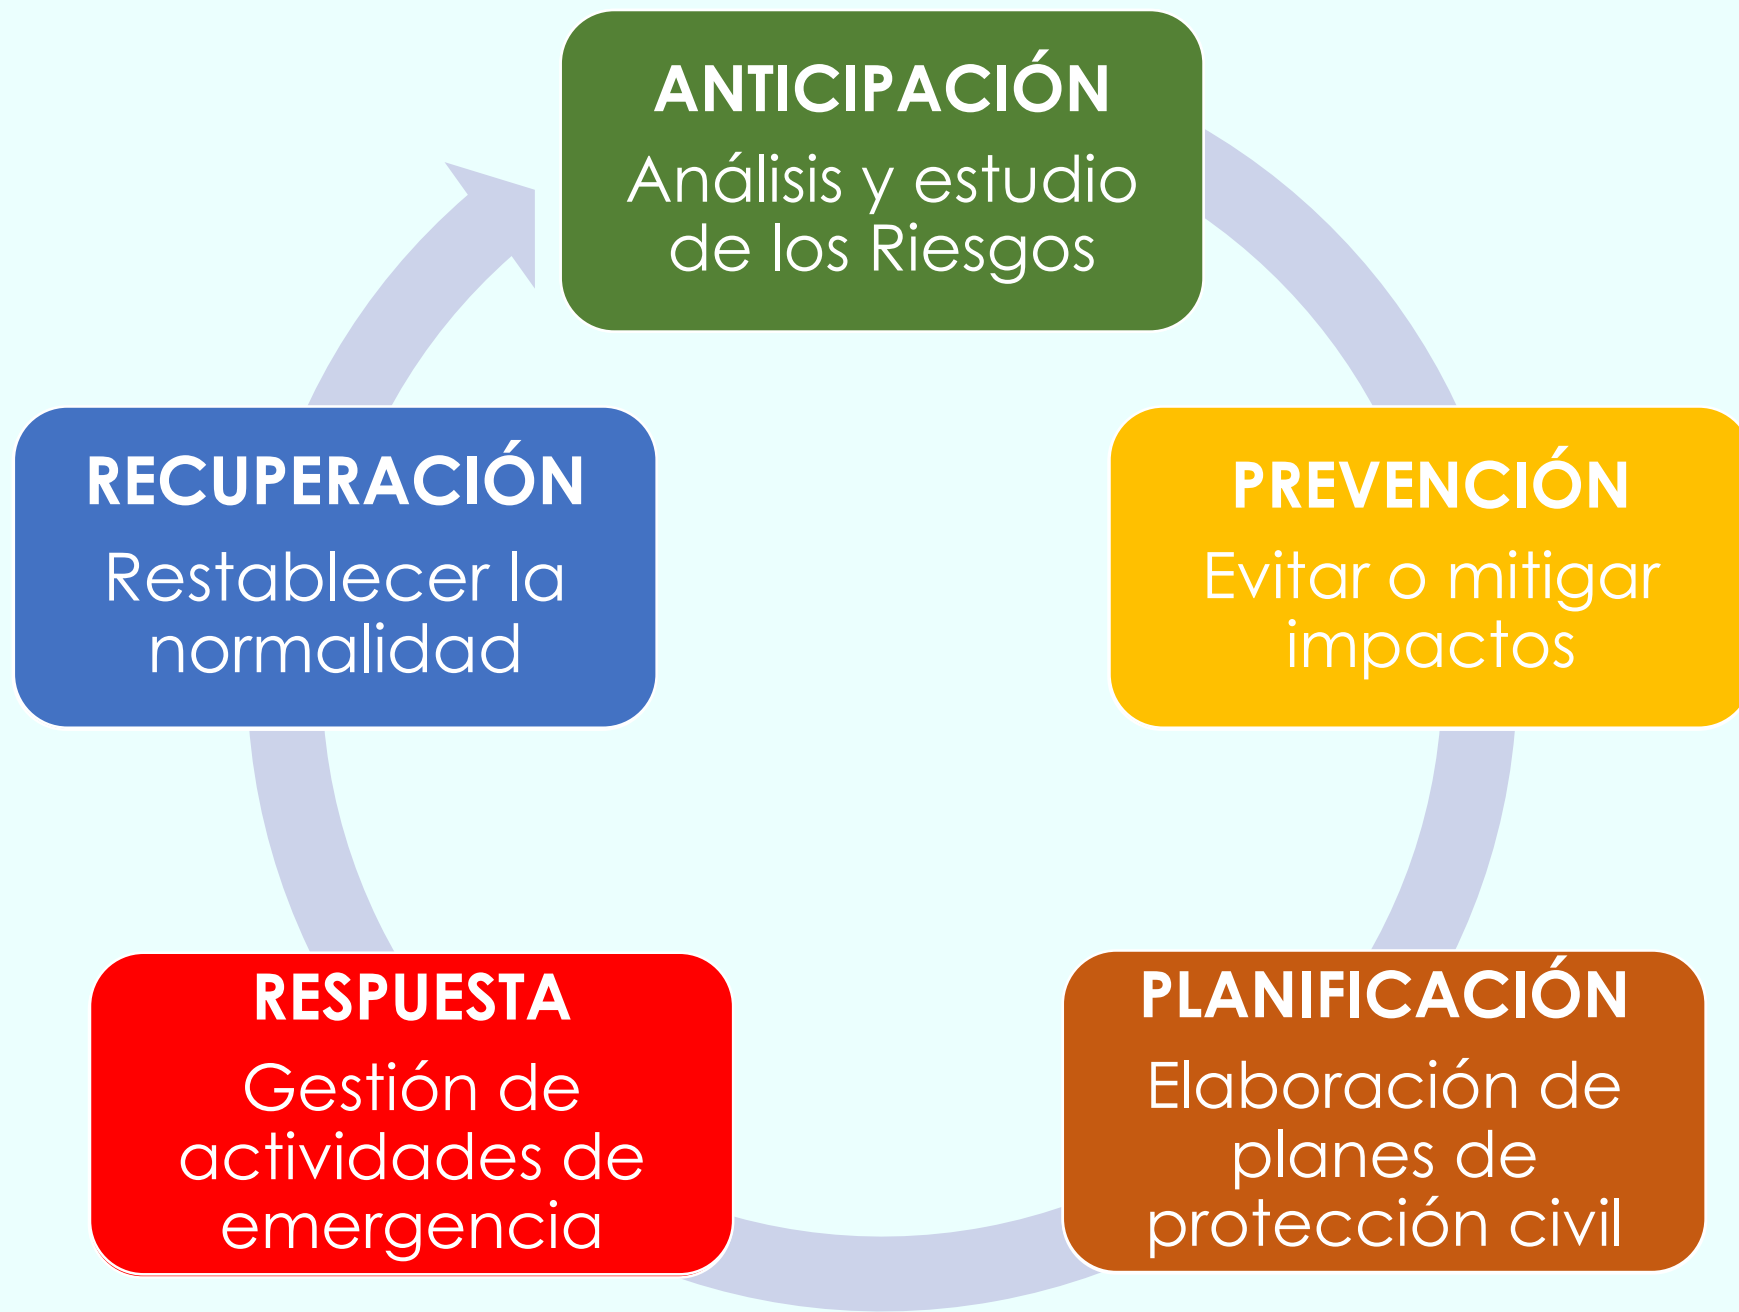 ANTICIPACIÓN
Análisis y estudio
de los Riesgos
PREVENCIÓN
Evitar o mitigar
impactos
PLANIFICACIÓN
Elaboración de
planes de
protección civil
RESPUESTA
Gestión de
actividades de
emergencia
RECUPERACIÓN
Restablecer la
normalidad